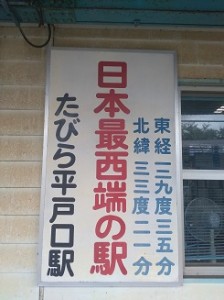 東経一二九度三五分
北緯三三度二一分
日本最西端の駅
たびら平戸口駅